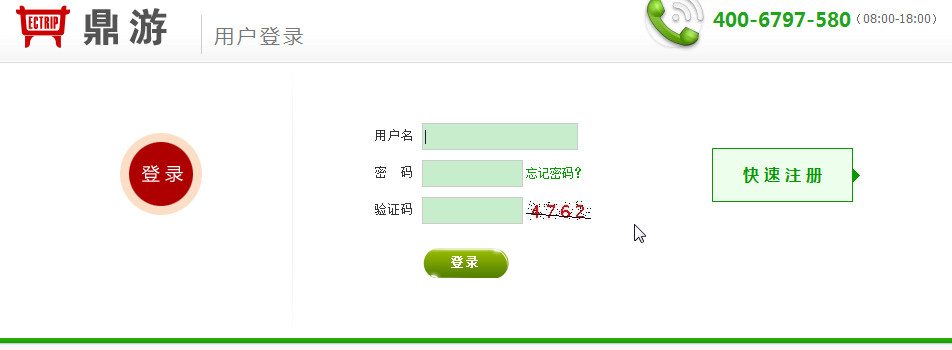 ECTRIP 鼎游 用户登录 400-6797-580 (08:00-18:00)
用户名
登录
密 码 忘记密码?
快速注册
验证码 4762
登录